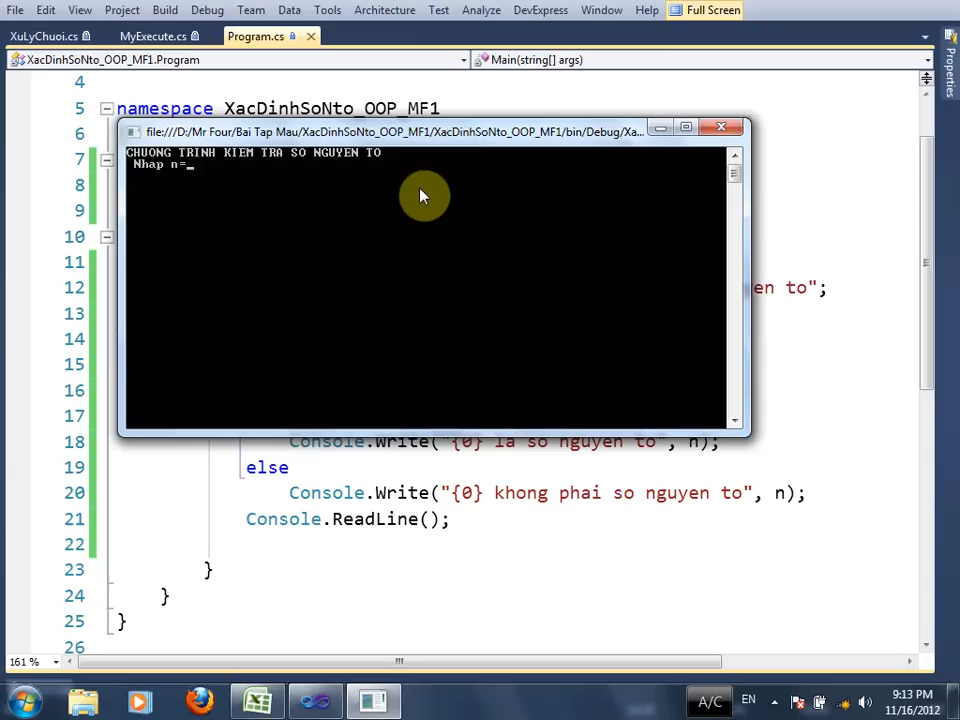 File Edit View Project Build Debug Team Data Tools Architecture Test Analyze DevExpress Window Help Full Screen
XuLyChuoi.cs MyExecute.cs Program.cs
XacDinhSoNto_OOP_MF1.Program Main(string[] args)
Properties
4
5 namespace XacDinhSoNto_OOP_MF1
6
file:///D:/Mr Four/Bai Tap Mau/XacDinhSoNto_OOP_MF1/XacDinhSoNto_OOP_MF1/bin/Debug/Xa...
CHUONG TRINH KIEM TRA SO NGUYEN TO
Nhap n=_
7
8
9
10
11
12 en to";
13
14
15
16
17
18 Console.Write("{0} la so nguyen to", n);
19 else
20 Console.Write("{0} khong phai so nguyen to", n);
21 Console.ReadLine();
22
23 }
24 }
25 }
26
161 %
A/C EN 9:13 PM
11/16/2012